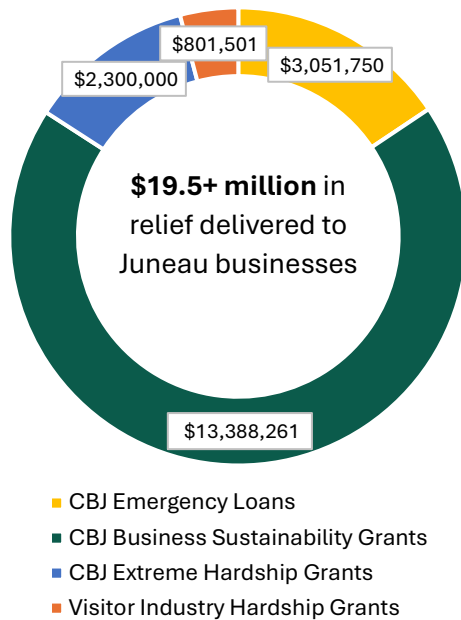 $801,501
$3,051,750
$2,300,000
$19.5+ million in
relief delivered to
Juneau businesses
$13,388,261
CBJ Emergency Loans
CBJ Business Sustainability Grants
CBJ Extreme Hardship Grants
Visitor Industry Hardship Grants